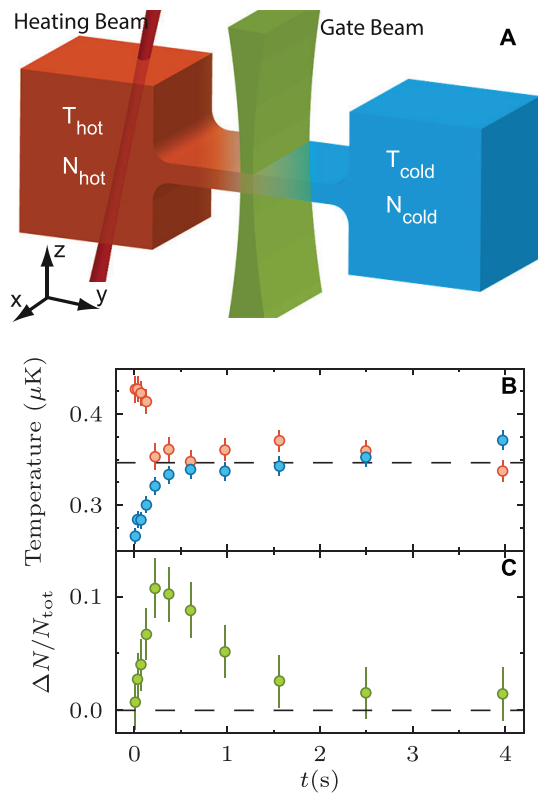 Heating Beam
Gate Beam
A
T_hot
N_hot
T_cold
N_cold
z
x
y
B
Temperature (μK)
0.4
0.3
C
ΔN/N_tot
0.1
0.0
0
1
2
3
4
t(s)